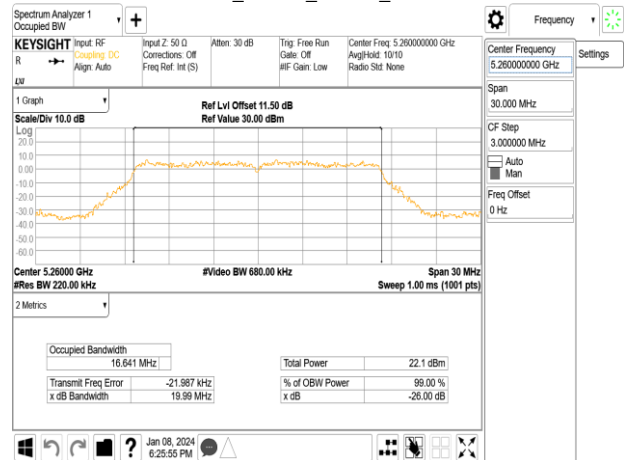 Spectrum Analyzer 1
Occupied BW
Frequency
KEYSIGHT
R
LXI
Input: RF
Coupling: DC
Align: Auto
Input Z: 50 Ω
Corrections: Off
Freq Ref: Int (S)
Atten: 30 dB
Trig: Free Run
Gate: Off
#IF Gain: Low
Center Freq: 5.260000000 GHz
Avg|Hold: 10/10
Radio Std: None
Center Frequency
5.260000000 GHz
Settings
Span
30.000 MHz
CF Step
3.000000 MHz
Auto
Man
Freq Offset
0 Hz
1 Graph
Scale/Div 10.0 dB
Ref Lvl Offset 11.50 dB
Ref Value 30.00 dBm
Log
20.0
10.0
0.00
-10.0
-20.0
-30.0
-40.0
-50.0
-60.0
Center 5.26000 GHz
#Res BW 220.00 kHz
#Video BW 680.00 kHz
Span 30 MHz
Sweep 1.00 ms (1001 pts)
2 Metrics
Occupied Bandwidth
16.641 MHz
Transmit Freq Error -21.987 kHz
x dB Bandwidth 19.99 MHz
Total Power 22.1 dBm
% of OBW Power 99.00 %
x dB -26.00 dB
?
Jan 08, 2024
6:25:55 PM